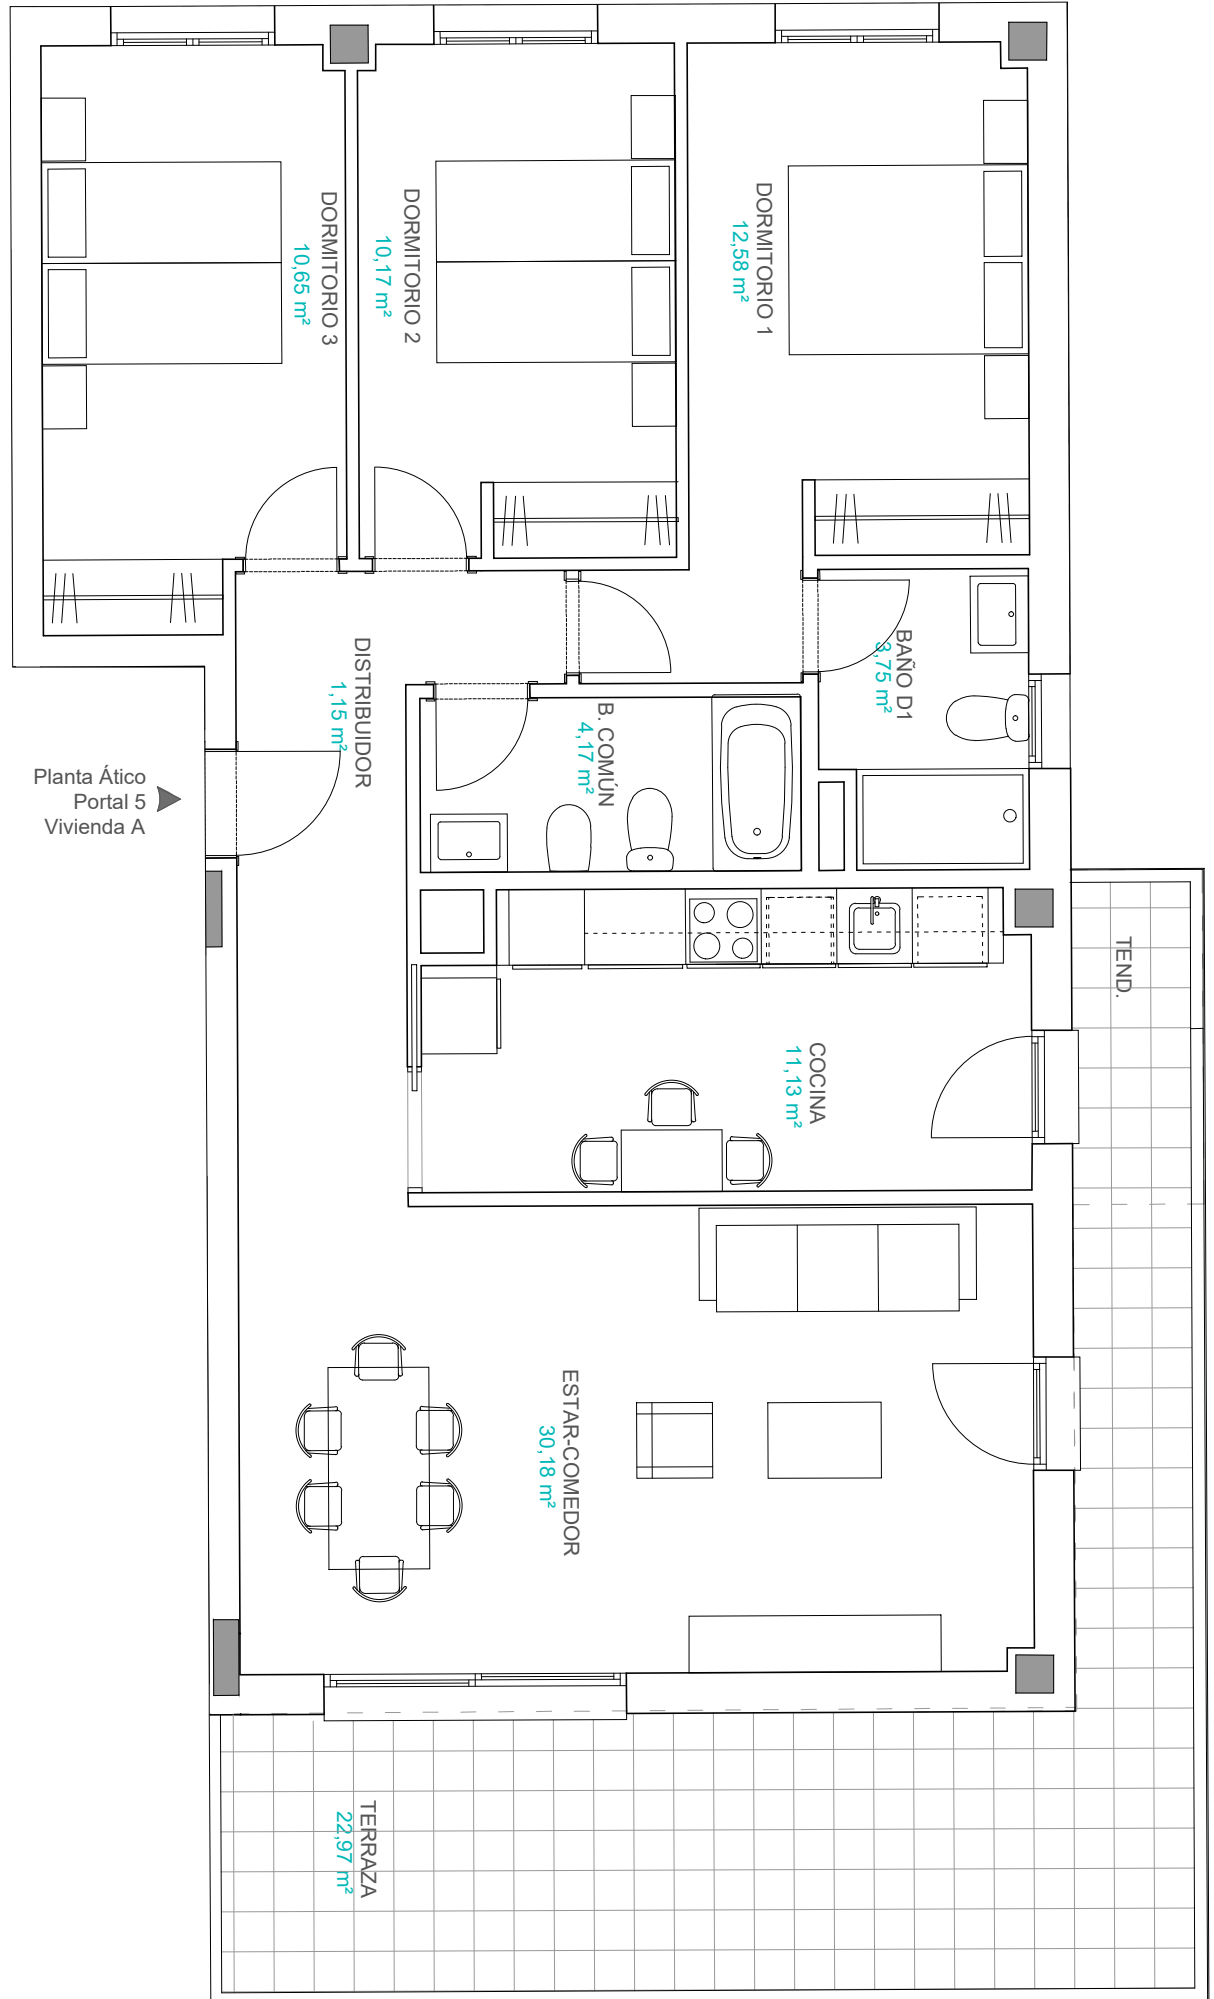 DORMITORIO 3
10,65 m²
DORMITORIO 2
10,17 m²
DORMITORIO 1
12,58 m²
DISTRIBUIDOR
1,15 m²
B. COMÚN
4,17 m²
BAÑO D1
3,75 m²
Planta Ático
Portal 5
Vivienda A
TEND.
COCINA
11,13 m²
ESTAR-COMEDOR
30,18 m²
TERRAZA
22,97 m²